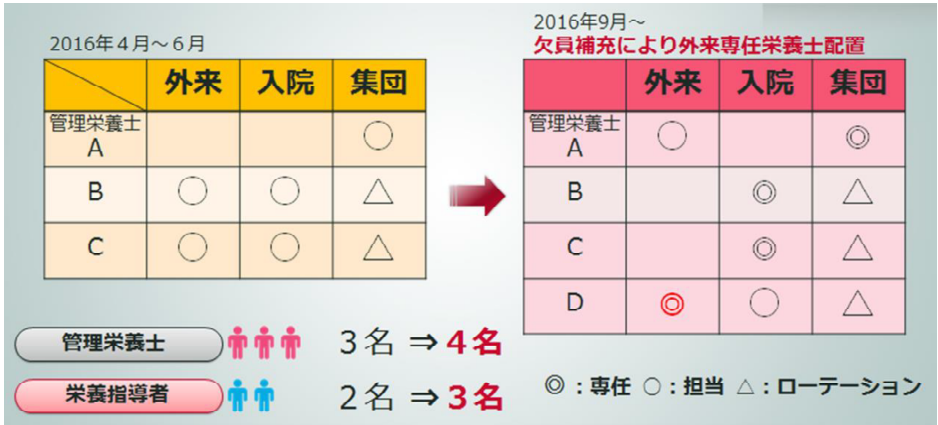 2016年4月～6月
外来 入院 集団
管理栄養士
A ○
B ○ ○ △
C ○ ○ △
2016年9月～
欠員補充により外来専任栄養士配置
外来 入院 集団
管理栄養士
A ○ ◎
B ◎ △
C ◎ △
D ◎ ○ △
管理栄養士 3名 ⇒ 4名
栄養指導者 2名 ⇒ 3名
◎：専任 ○：担当 △：ローテーション